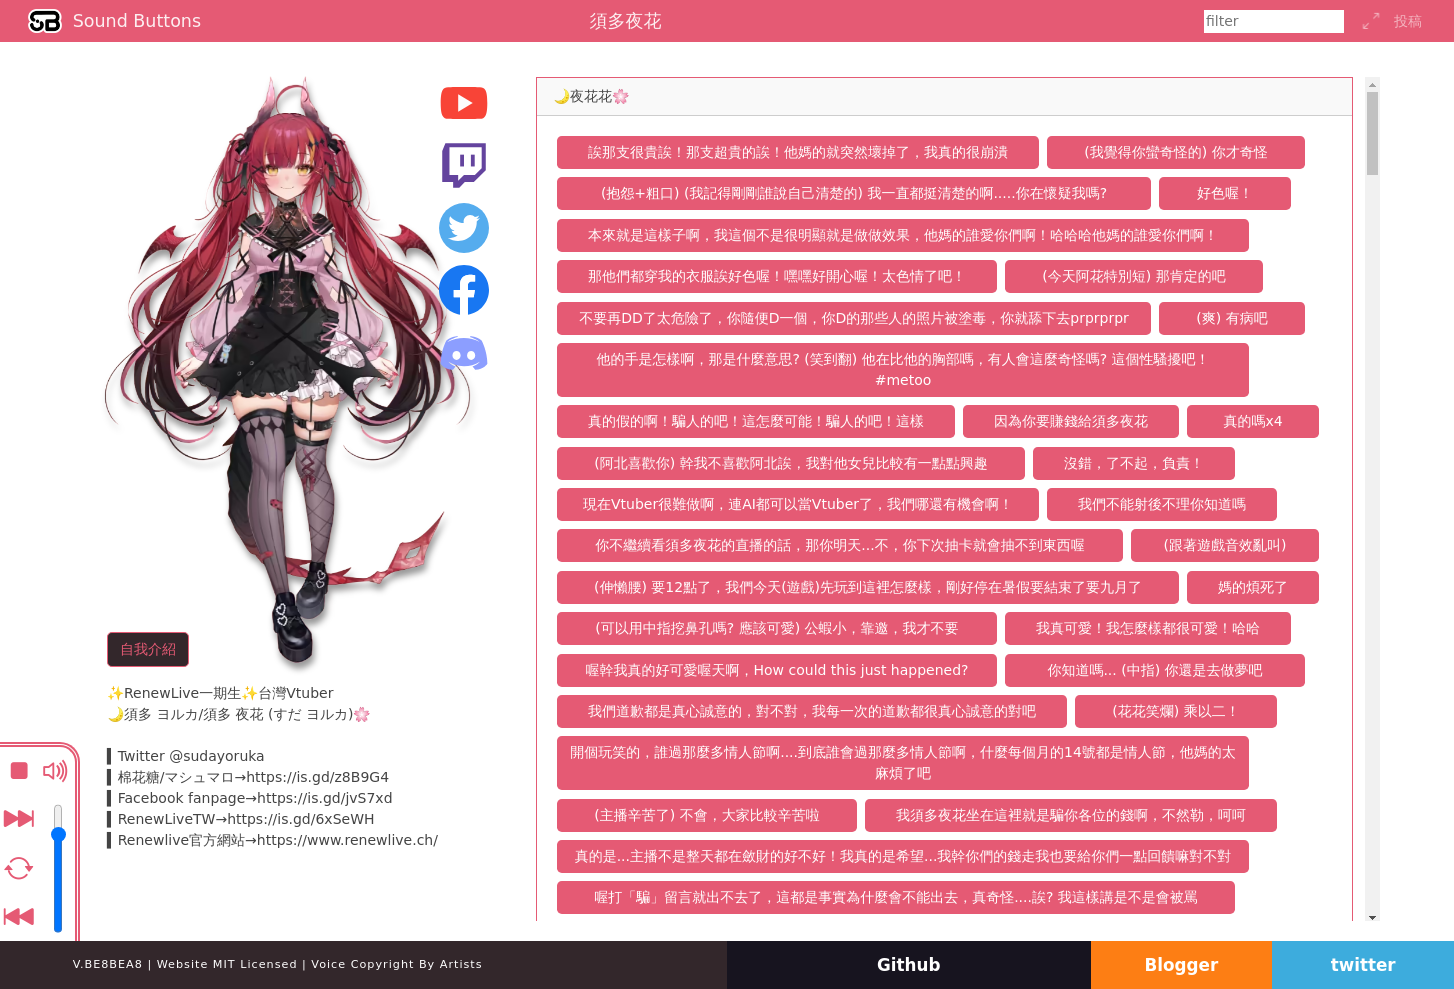 Sound Buttons
須多夜花
filter
投稿
🌙夜花花🌸
誒那支很貴誒！那支超貴的誒！他媽的就突然壞掉了，我真的很崩潰
(我覺得你蠻奇怪的) 你才奇怪
(抱怨+粗口) (我記得剛剛誰說自己清楚的) 我一直都挺清楚的啊.....你在懷疑我嗎?
好色喔！
本來就是這樣子啊，我這個不是很明顯就是做做效果，他媽的誰愛你們啊！哈哈哈他媽的誰愛你們啊！
那他們都穿我的衣服誒好色喔！嘿嘿好開心喔！太色情了吧！
(今天阿花特別短) 那肯定的吧
不要再DD了太危險了，你隨便D一個，你D的那些人的照片被塗毒，你就舔下去prprprpr
(爽) 有病吧
他的手是怎樣啊，那是什麼意思? (笑到翻) 他在比他的胸部嗎，有人會這麼奇怪嗎? 這個性騷擾吧！
#metoo
真的假的啊！騙人的吧！這怎麼可能！騙人的吧！這樣
因為你要賺錢給須多夜花
真的嗎x4
(阿北喜歡你) 幹我不喜歡阿北誒，我對他女兒比較有一點點興趣
沒錯，了不起，負責！
現在Vtuber很難做啊，連AI都可以當Vtuber了，我們哪還有機會啊！
我們不能射後不理你知道嗎
你不繼續看須多夜花的直播的話，那你明天...不，你下次抽卡就會抽不到東西喔
(跟著遊戲音效亂叫)
(伸懶腰) 要12點了，我們今天(遊戲)先玩到這裡怎麼樣，剛好停在暑假要結束了要九月了
媽的煩死了
(可以用中指挖鼻孔嗎? 應該可愛) 公蝦小，靠邀，我才不要
我真可愛！我怎麼樣都很可愛！哈哈
喔幹我真的好可愛喔天啊，How could this just happened?
你知道嗎... (中指) 你還是去做夢吧
我們道歉都是真心誠意的，對不對，我每一次的道歉都很真心誠意的對吧
(花花笑爛) 乘以二！
開個玩笑的，誰過那麼多情人節啊....到底誰會過那麼多情人節啊，什麼每個月的14號都是情人節，他媽的太
麻煩了吧
(主播辛苦了) 不會，大家比較辛苦啦
我須多夜花坐在這裡就是騙你各位的錢啊，不然勒，呵呵
真的是...主播不是整天都在斂財的好不好！我真的是希望...我幹你們的錢走我也要給你們一點回饋嘛對不對
喔打「騙」留言就出不去了，這都是事實為什麼會不能出去，真奇怪....誒? 我這樣講是不是會被罵
自我介紹
✨RenewLive一期生✨台灣Vtuber
🌙須多 ヨルカ/須多 夜花 (すだ ヨルカ)🌸
▌Twitter @sudayoruka
▌棉花糖/マシュマロ→https://is.gd/z8B9G4
▌Facebook fanpage→https://is.gd/jvS7xd
▌RenewLiveTW→https://is.gd/6xSeWH
▌Renewlive官方網站→https://www.renewlive.ch/
V.BE8BEA8 | Website MIT Licensed | Voice Copyright By Artists
Github
Blogger
twitter